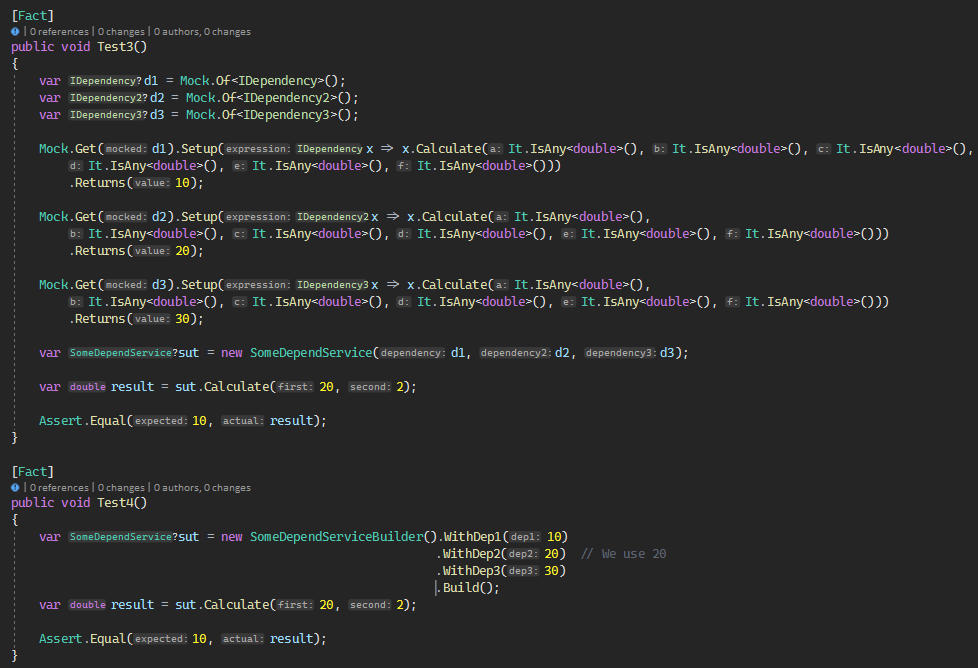 [Fact]
| 0 references | 0 changes | 0 authors, 0 changes
public void Test3()
{
var IDependency? d1 = Mock.Of<IDependency>();
var IDependency2? d2 = Mock.Of<IDependency2>();
var IDependency3? d3 = Mock.Of<IDependency3>();
Mock.Get(mocked: d1).Setup(expression: IDependency x => x.Calculate(a: It.IsAny<double>(), b: It.IsAny<double>(), c: It.IsAny<double>(),
d: It.IsAny<double>(), e: It.IsAny<double>(), f: It.IsAny<double>()))
.Returns(value: 10);
Mock.Get(mocked: d2).Setup(expression: IDependency2 x => x.Calculate(a: It.IsAny<double>(),
b: It.IsAny<double>(), c: It.IsAny<double>(), d: It.IsAny<double>(), e: It.IsAny<double>(), f: It.IsAny<double>()))
.Returns(value: 20);
Mock.Get(mocked: d3).Setup(expression: IDependency3 x => x.Calculate(a: It.IsAny<double>(),
b: It.IsAny<double>(), c: It.IsAny<double>(), d: It.IsAny<double>(), e: It.IsAny<double>(), f: It.IsAny<double>()))
.Returns(value: 30);
var SomeDependService? sut = new SomeDependService(dependency: d1, dependency2: d2, dependency3: d3);
var double result = sut.Calculate(first: 20, second: 2);
Assert.Equal(expected: 10, actual: result);
}
[Fact]
| 0 references | 0 changes | 0 authors, 0 changes
public void Test4()
{
var SomeDependService? sut = new SomeDependServiceBuilder().WithDep1(dep1: 10)
.WithDep2(dep2: 20) // We use 20
.WithDep3(dep3: 30)
.Build();
var double result = sut.Calculate(first: 20, second: 2);
Assert.Equal(expected: 10, actual: result);
}